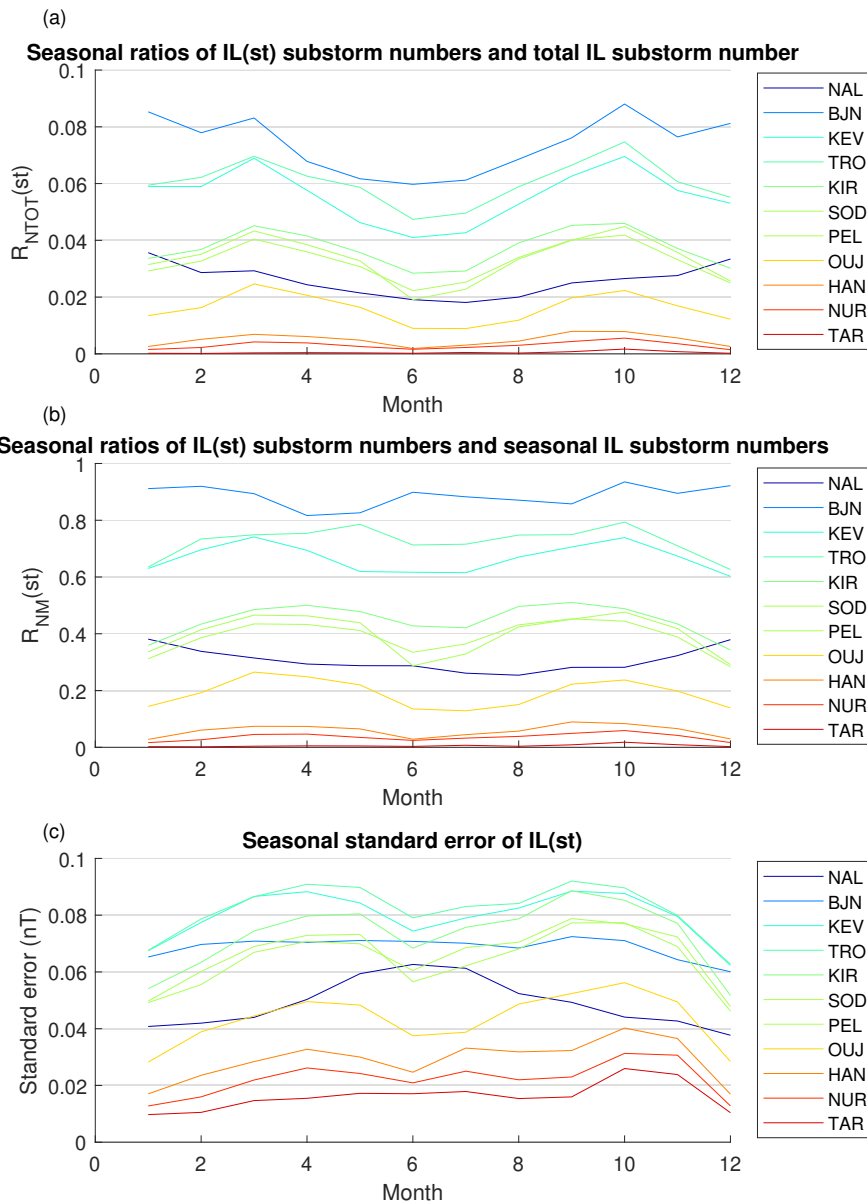 (a)
Seasonal ratios of IL(st) substorm numbers and total IL substorm number
0.1
0.08
0.06
0.04
0.02
0
R_NTOT(st)
0 2 4 6 8 10 12
Month
NAL
BJN
KEV
TRO
KIR
SOD
PEL
OUJ
HAN
NUR
TAR
(b)
Seasonal ratios of IL(st) substorm numbers and seasonal IL substorm numbers
1
0.8
0.6
0.4
0.2
0
R_NM(st)
0 2 4 6 8 10 12
Month
NAL
BJN
KEV
TRO
KIR
SOD
PEL
OUJ
HAN
NUR
TAR
(c)
Seasonal standard error of IL(st)
0.1
0.08
0.06
0.04
0.02
0
Standard error (nT)
0 2 4 6 8 10 12
Month
NAL
BJN
KEV
TRO
KIR
SOD
PEL
OUJ
HAN
NUR
TAR